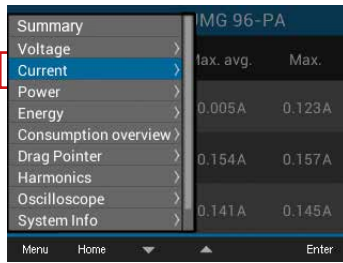 Summary
UMG 96-PA
Voltage
Max. avg. Max.
Current
Power
Energy
0.005A 0.123A
Consumption overview
Drag Pointer
0.154A 0.157A
Harmonics
Oscilloscope
0.141A 0.145A
System Info
Menu Home Enter